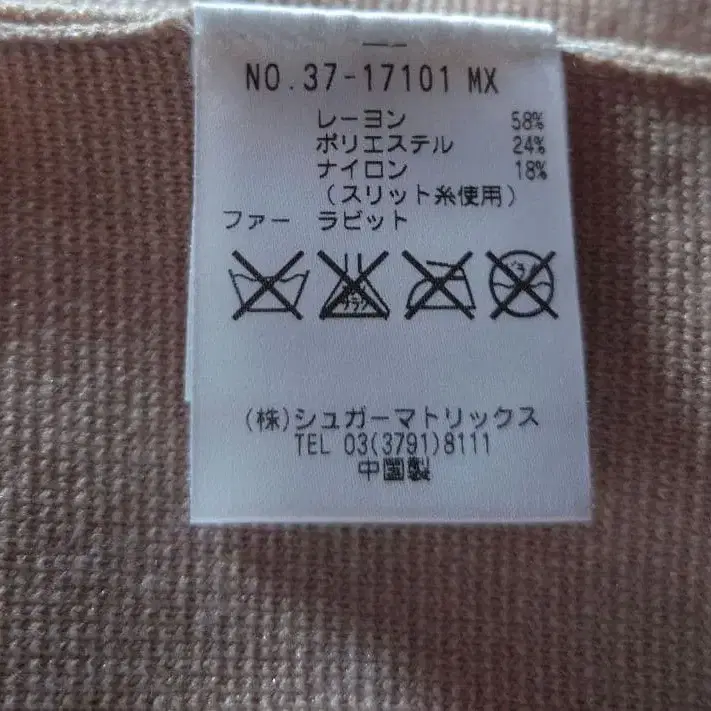 NO.37-17101 MX
レーヨン 58%
ポリエステル 24%
ナイロン 18%
(スリット糸使用)
ファー ラビット
(株)シュガーマトリックス
TEL 03(3791)8111
中国製